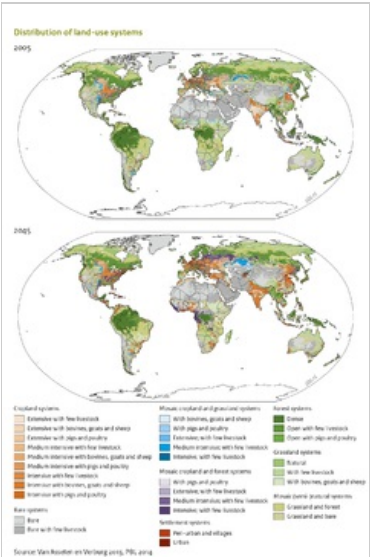 Distribution of land-use systems
2005
2045
Cropland systems
Extensive with few livestock
Extensive with bovines, goats and sheep
Extensive with pigs and poultry
Medium intensive with few livestock
Medium intensive with bovines, goats and sheep
Medium intensive with pigs and poultry
Intensive with few livestock
Intensive with bovines, goats and sheep
Intensive with pigs and poultry
Bare systems
Bare
Bare with few livestock
Mosaic cropland and grassland systems
With bovines, goats and sheep
With pigs and poultry
Extensive, with few livestock
Medium intensive, with few livestock
Intensive, with few livestock
Mosaic cropland and forest systems
With pigs and poultry
Extensive, with few livestock
Medium intensive, with few livestock
Intensive, with few livestock
Settlement systems
Peri-urban and villages
Urban
Forest systems
Dense
Open with few livestock
Open with pigs and poultry
Grassland systems
Natural
With few livestock
With bovines, goats and sheep
Mosaic (semi-)natural systems
Grassland and forest
Grassland and bare
Source: Van Asselen en Verburg 2013, PBL 2014